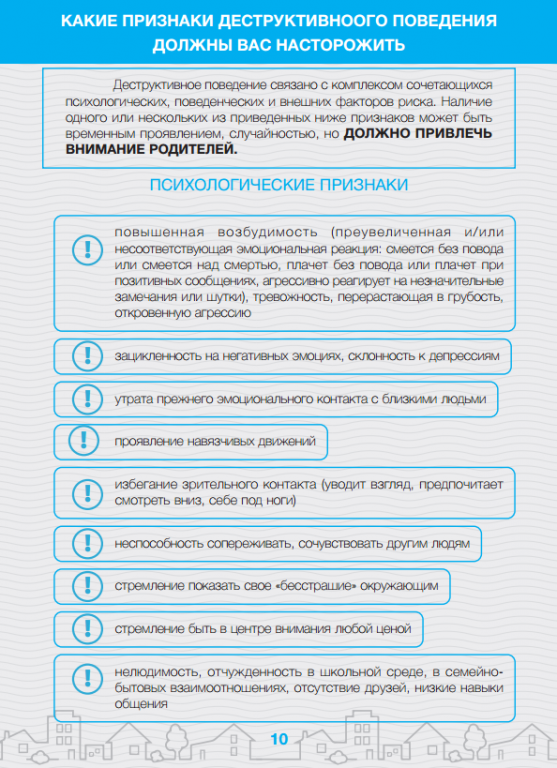 КАКИЕ ПРИЗНАКИ ДЕСТРУКТИВНООГО ПОВЕДЕНИЯ
ДОЛЖНЫ ВАС НАСТОРОЖИТЬ
Деструктивное поведение связано с комплексом сочетающихся
психологических, поведенческих и внешних факторов риска. Наличие
одного или нескольких из приведенных ниже признаков может быть
временным проявлением, случайностью, но ДОЛЖНО ПРИВЛЕЧЬ
ВНИМАНИЕ РОДИТЕЛЕЙ.
ПСИХОЛОГИЧЕСКИЕ ПРИЗНАКИ
! повышенная возбудимость (преувеличенная и/или
несоответствующая эмоциональная реакция: смеется без повода
или смеется над смертью, плачет без повода или плачет при
позитивных сообщениях, агрессивно реагирует на незначительные
замечания или шутки), тревожность, перерастающая в грубость,
откровенную агрессию
! зацикленность на негативных эмоциях, склонность к депрессиям
! утрата прежнего эмоционального контакта с близкими людьми
! проявление навязчивых движений
! избегание зрительного контакта (уводит взгляд, предпочитает
смотреть вниз, себе под ноги)
! неспособность сопереживать, сочувствовать другим людям
! стремление показать свое «бесстрашие» окружающим
! стремление быть в центре внимания любой ценой
! нелюдимость, отчужденность в школьной среде, в семейно-
бытовых взаимоотношениях, отсутствие друзей, низкие навыки
общения
10